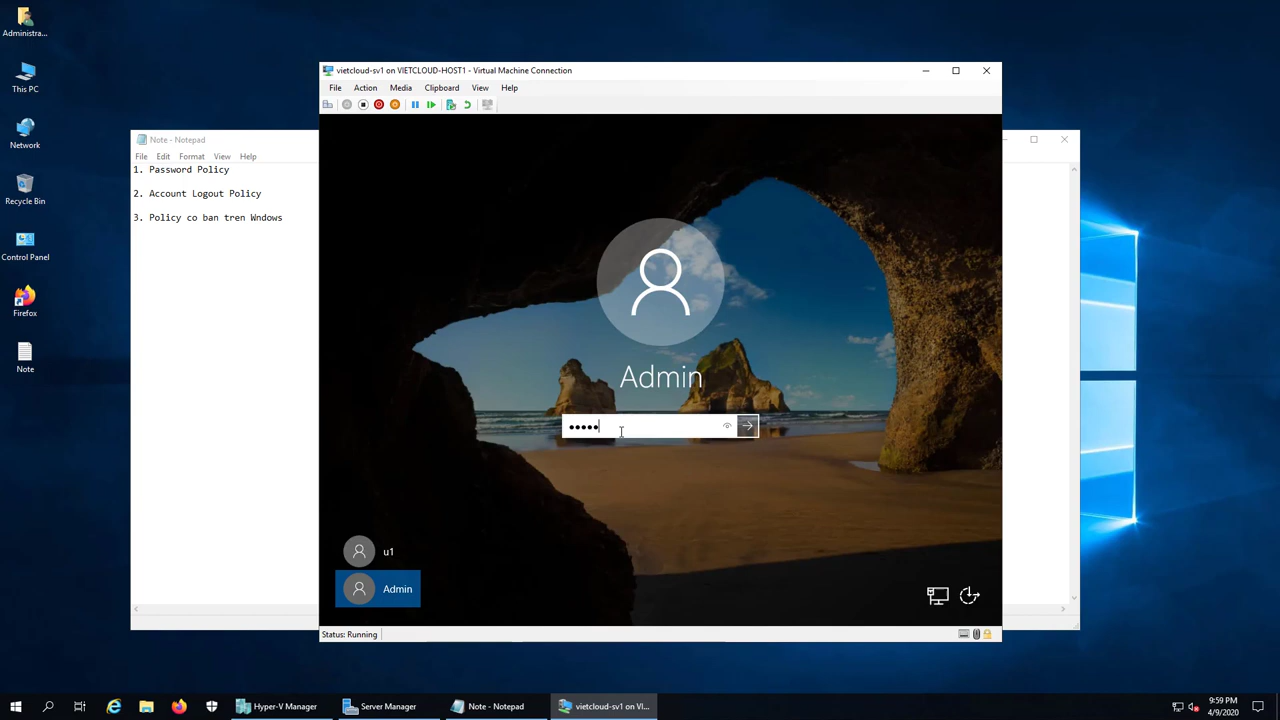 Administra...
This PC
Network
Recycle Bin
Control Panel
Firefox
Note
Note - Notepad
File Edit Format View Help
1. Password Policy
2. Account Logout Policy
3. Policy co ban tren Wndows
vietcloud-sv1 on VIETCLOUD-HOST1 - Virtual Machine Connection
File Action Media Clipboard View Help
Admin
●●●●●
u1
Admin
Status: Running
Hyper-V Manager
Server Manager
Note - Notepad
vietcloud-sv1 on VI...
9:59 PM
4/9/2020